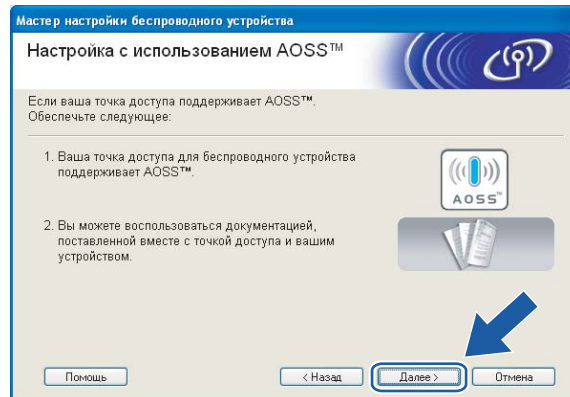 Мастер настройки беспроводного устройства
Настройка с использованием AOSS™
Если ваша точка доступа поддерживает AOSS™.
Обеспечьте следующее:
1. Ваша точка доступа для беспроводного устройства
поддерживает AOSS™.
AOSS™
2. Вы можете воспользоваться документацией,
поставленной вместе с точкой доступа и вашим
устройством.
Помощь
< Назад
Далее >
Отмена